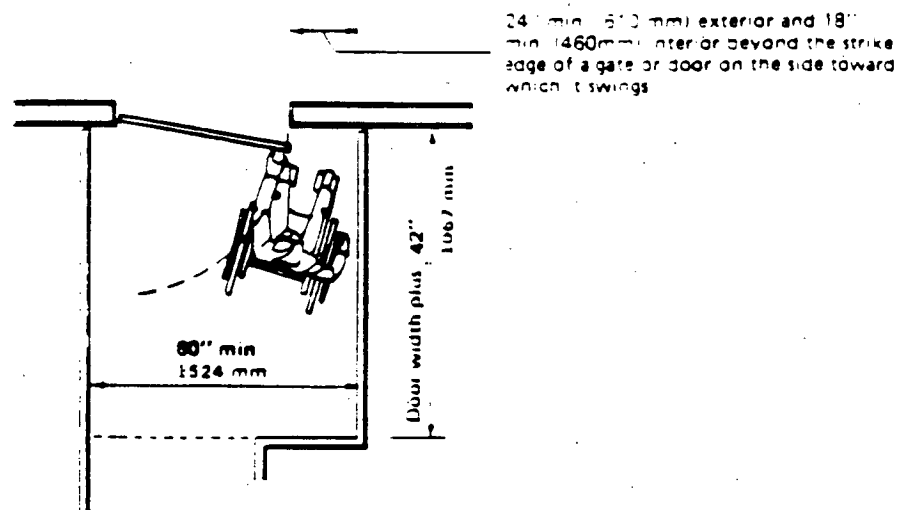 24" min (610 mm) exterior and 18"
min (460mm) interior beyond the strike
edge of a gate or door on the side toward
which it swings
Door width plus 42"
1067 mm
60" min
1524 mm